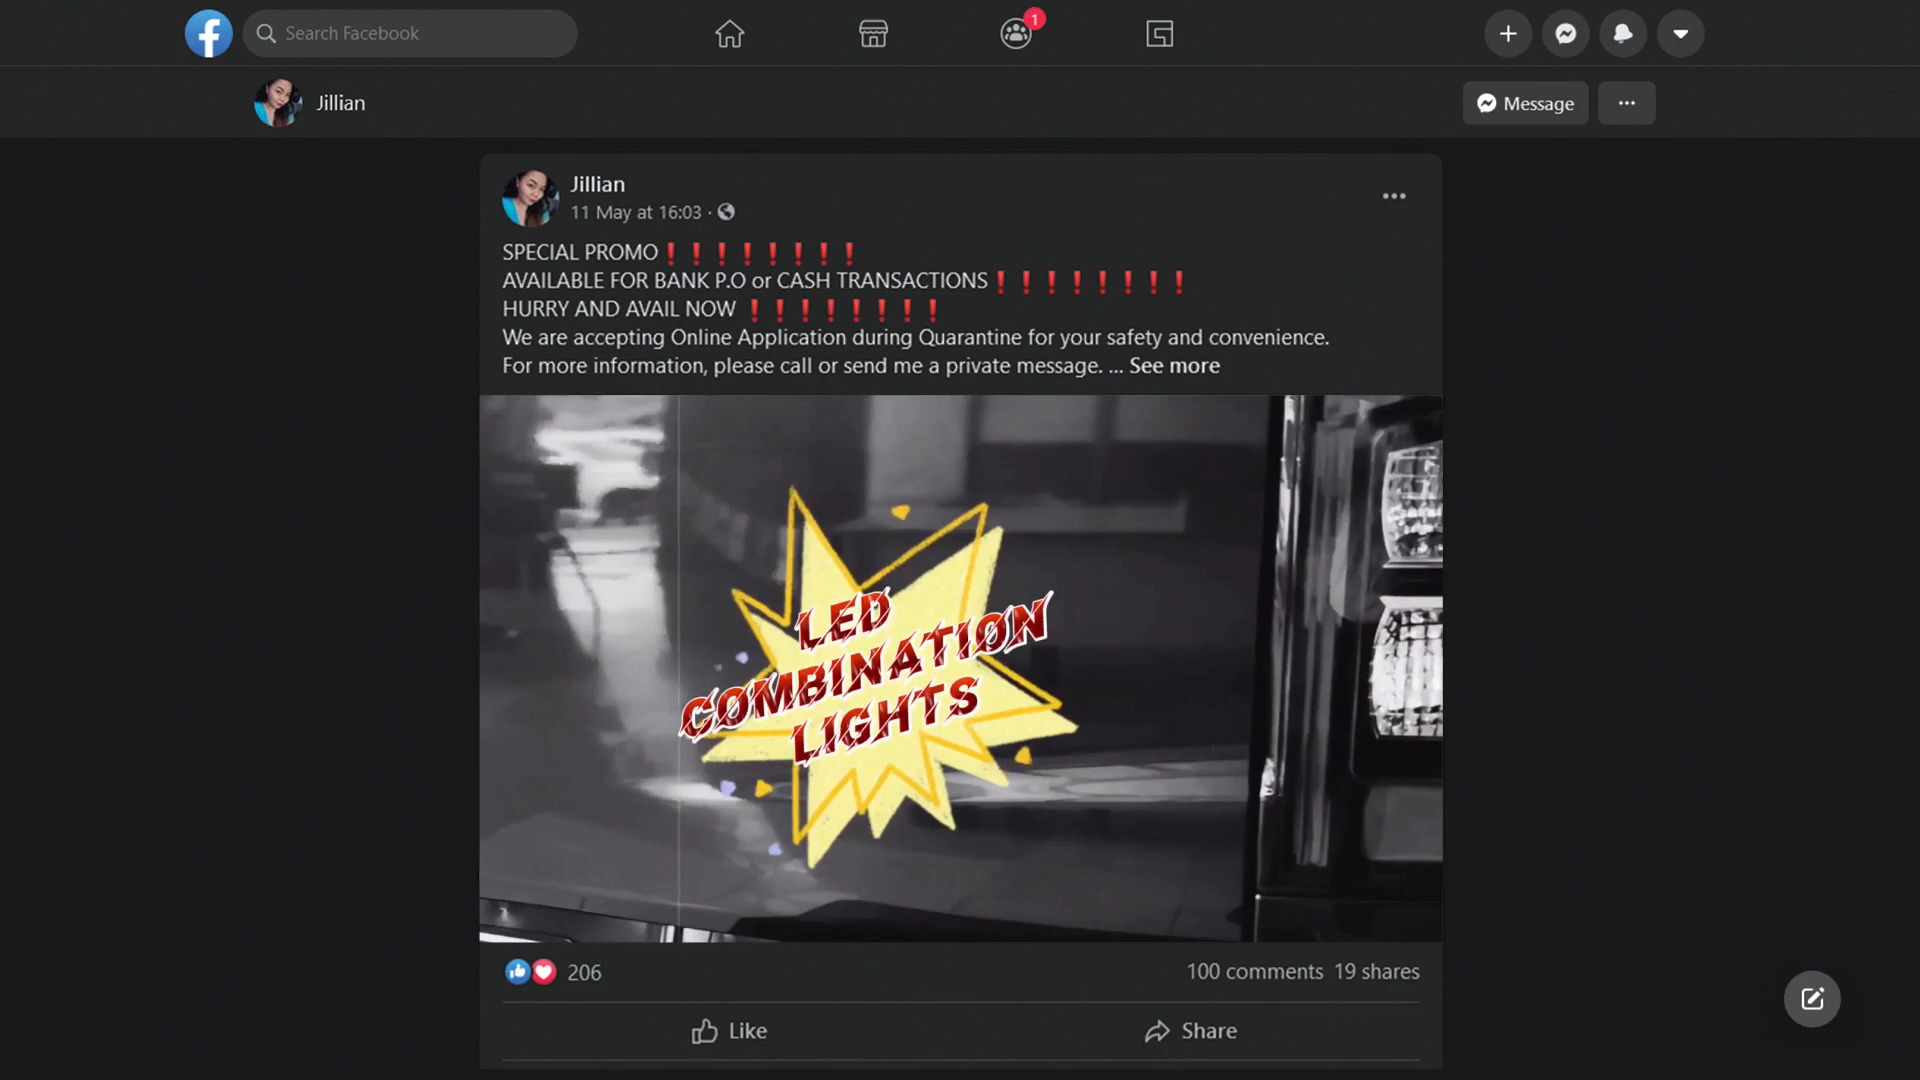 Search Facebook
1
Jillian
Message
Jillian
11 May at 16:03 ·
SPECIAL PROMO❗❗❗❗❗❗❗❗
AVAILABLE FOR BANK P.O or CASH TRANSACTIONS❗❗❗❗❗❗❗❗
HURRY AND AVAIL NOW ❗❗❗❗❗❗❗❗
We are accepting Online Application during Quarantine for your safety and convenience.
For more information, please call or send me a private message. ... See more
LED
COMBINATION
LIGHTS
206
100 comments 19 shares
Like
Share